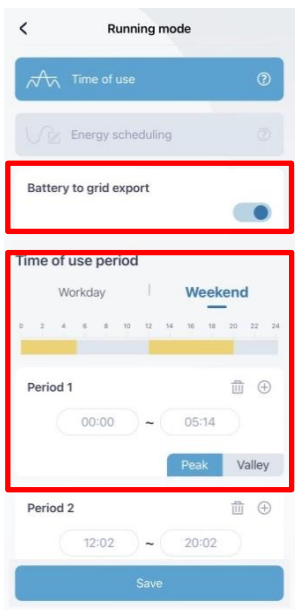 Running mode
Time of use
Energy scheduling
Battery to grid export
Time of use period
Workday Weekend
0 2 4 6 8 10 12 14 16 18 20 22 24
Period 1
00:00 ~ 05:14
Peak Valley
Period 2
12:02 ~ 20:02
Save